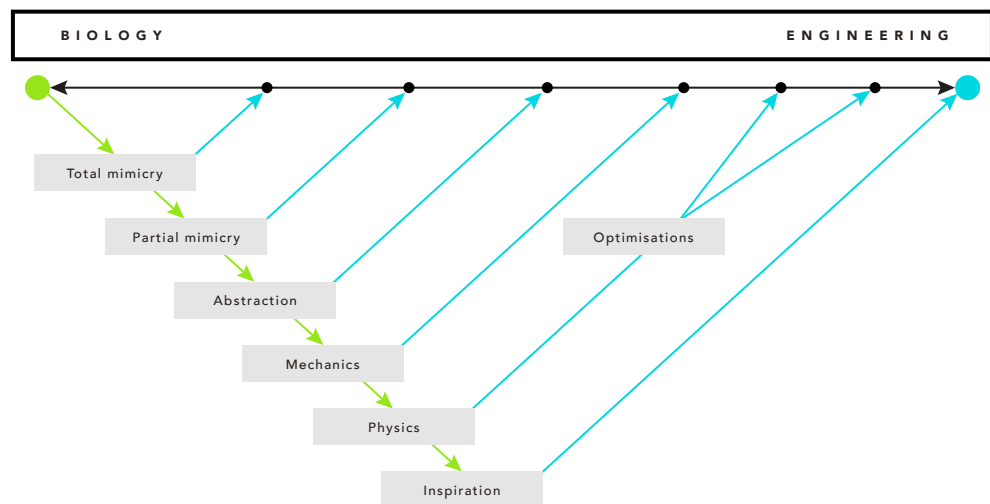 BIOLOGY ENGINEERING
Total mimicry
Partial mimicry Optimisations
Abstraction
Mechanics
Physics
Inspiration